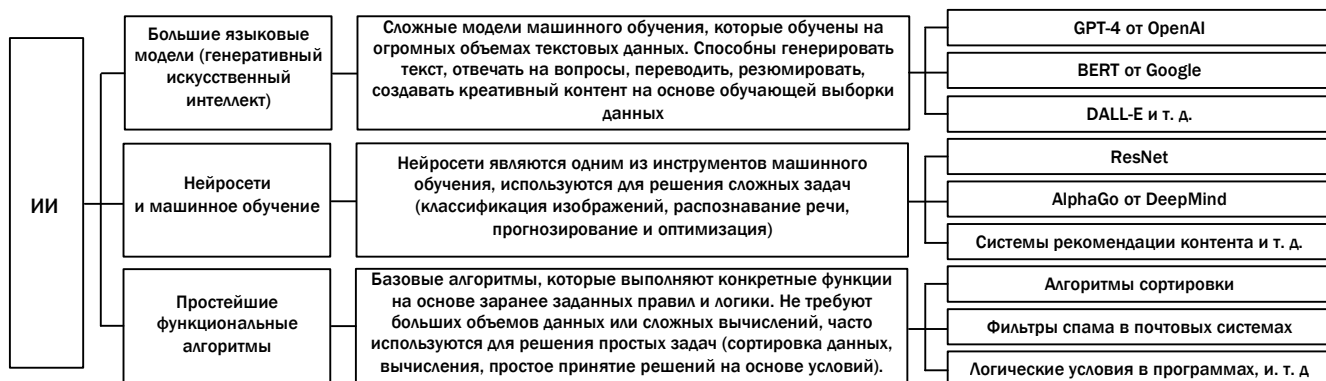 ИИ
Большие языковые
модели (генеративный
искусственный
интеллект)
Сложные модели машинного обучения, которые обучены на
огромных объемах текстовых данных. Способны генерировать
текст, отвечать на вопросы, переводить, резюмировать,
создавать креативный контент на основе обучающей выборки
данных
GPT-4 от OpenAI
BERT от Google
DALL-E и т. д.
Нейросети
и машинное обучение
Нейросети являются одним из инструментов машинного
обучения, используются для решения сложных задач
(классификация изображений, распознавание речи,
прогнозирование и оптимизация)
ResNet
AlphaGo от DeepMind
Системы рекомендации контента и т. д.
Простейшие
функциональные
алгоритмы
Базовые алгоритмы, которые выполняют конкретные функции
на основе заранее заданных правил и логики. Не требуют
больших объемов данных или сложных вычислений, часто
используются для решения простых задач (сортировка данных,
вычисления, простое принятие решений на основе условий).
Алгоритмы сортировки
Фильтры спама в почтовых системах
Логические условия в программах, и. т. д